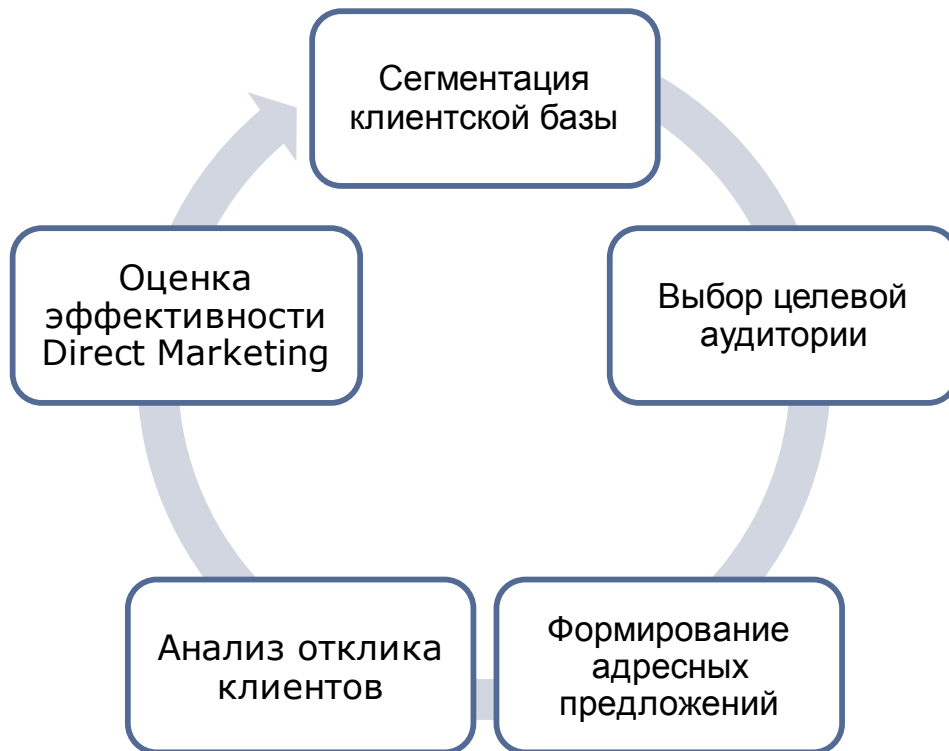 Сегментация
клиентской базы
Выбор целевой
аудитории
Формирование
адресных
предложений
Анализ отклика
клиентов
Оценка
эффективности
Direct Marketing